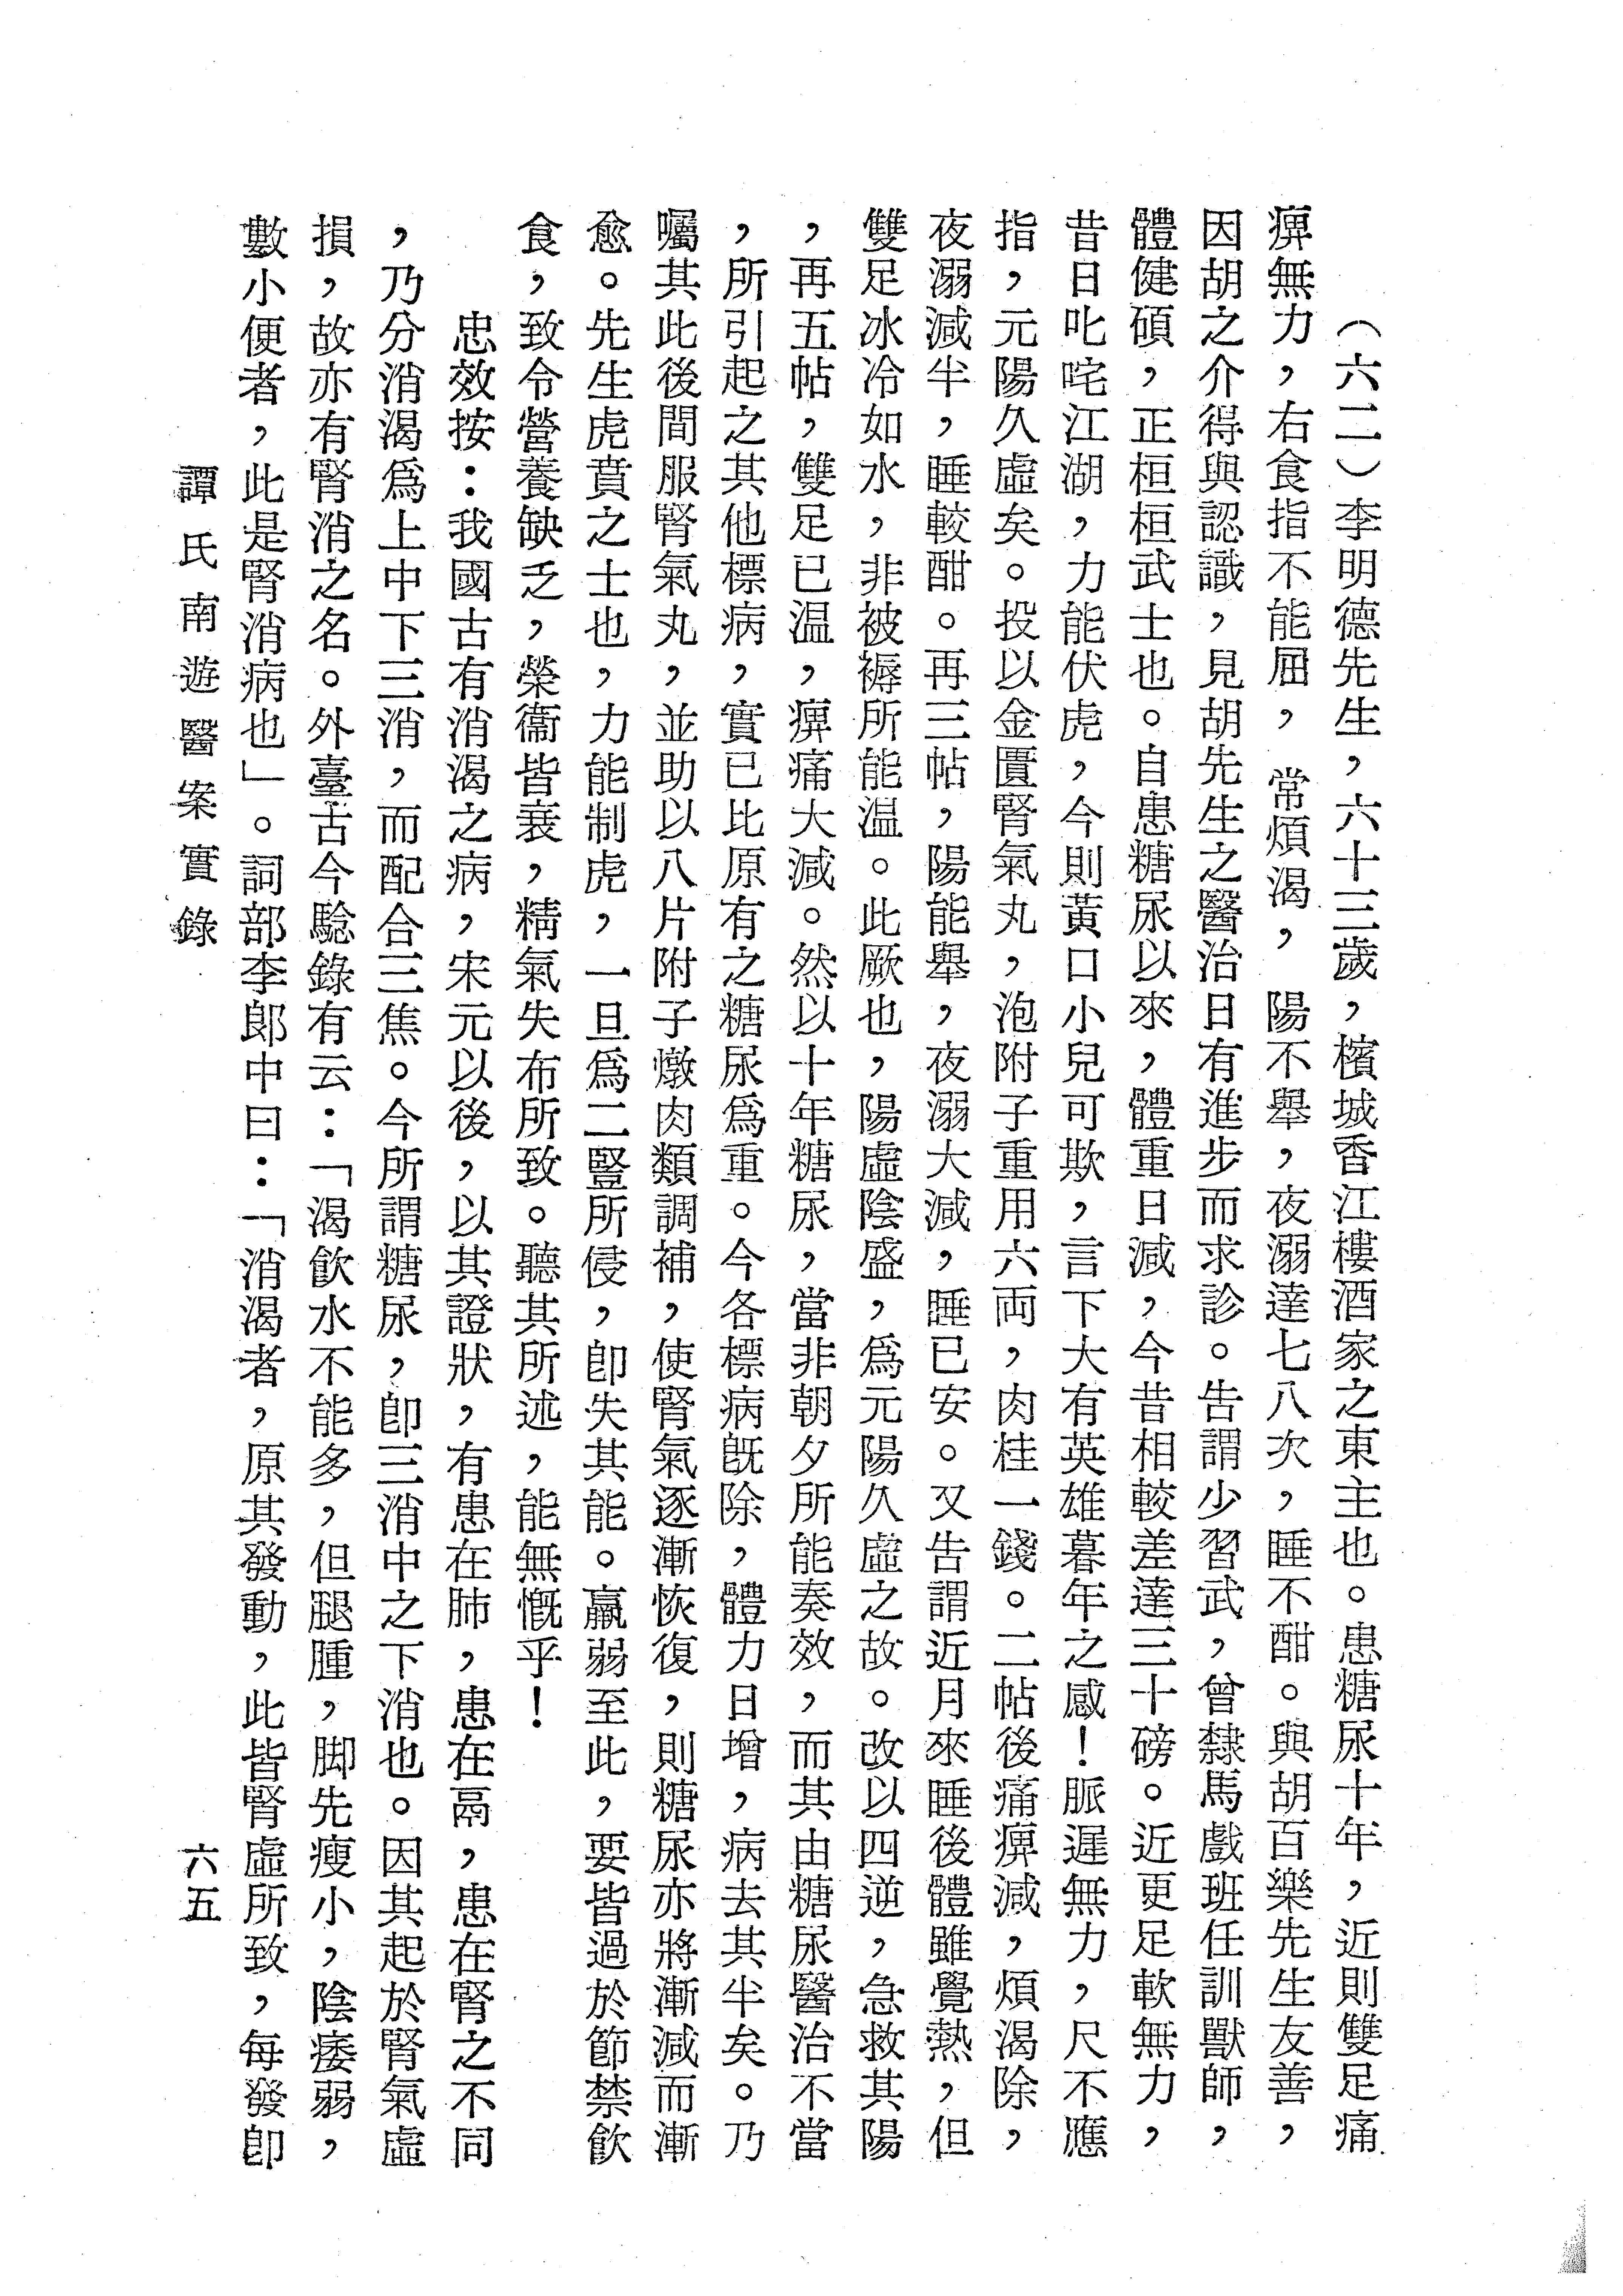 （六二）李明德先生，六十三歲，檳城香江樓酒家之東主也。患糖尿十年，近則雙足痛
痹無力，右食指不能屈，常煩渴，陽不舉，夜溺達七八次，睡不酣。與胡百樂先生友善，
因胡之介得與認識，見胡先生之醫治日有進步而求診。告謂少習武，曾隸馬戲班任訓獸師，
體健碩，正桓桓武士也。自患糖尿以來，體重日減，今昔相較差達三十磅。近更足軟無力，
昔日叱咤江湖，力能伏虎，今則黃口小兒可欺，言下大有英雄暮年之感！脈遲無力，尺不應
指，元陽久虛矣。投以金匱腎氣丸，泡附子重用六両，肉桂一錢。二帖後痛痹減，煩渴除，
夜溺減半，睡較酣。再三帖，陽能舉，夜溺大減，睡已安。又告謂近月來睡後體雖覺熱，但
雙足冰冷如水，非被褥所能溫。此厥也，陽虛陰盛，爲元陽久虛之故。改以四逆，急救其陽
，再五帖，雙足已溫，痹痛大減。然以十年糖尿，當非朝夕所能奏效，而其由糖尿醫治不當
，所引起之其他標病，實已比原有之糖尿爲重。今各標病既除，體力日增，病去其半矣。乃
囑其此後間服腎氣丸，並助以八片附子燉肉類調補，使腎氣逐漸恢復，則糖尿亦將漸減而漸
愈。先生虎賁之士也，力能制虎，一旦爲二豎所侵，卽失其能。羸弱至此，要皆過於節禁飲
食，致令營養缺乏，榮衞皆衰，精氣失布所致。聽其所述，能無慨乎！
忠效按：我國古有消渴之病，宋元以後，以其證狀，有患在肺，患在鬲，患在腎之不同
，乃分消渴爲上中下三消，而配合三焦。今所謂糖尿，卽三消中之下消也。因其起於腎氣虛
損，故亦有腎消之名。外臺古今驗錄有云：「渴飲水不能多，但腿腫，脚先瘦小，陰痿弱，
數小便者，此是腎消病也」。詞部李郞中曰：「消渴者，原其發動，此皆腎虛所致，每發卽
譚氏南遊醫案實錄
六五